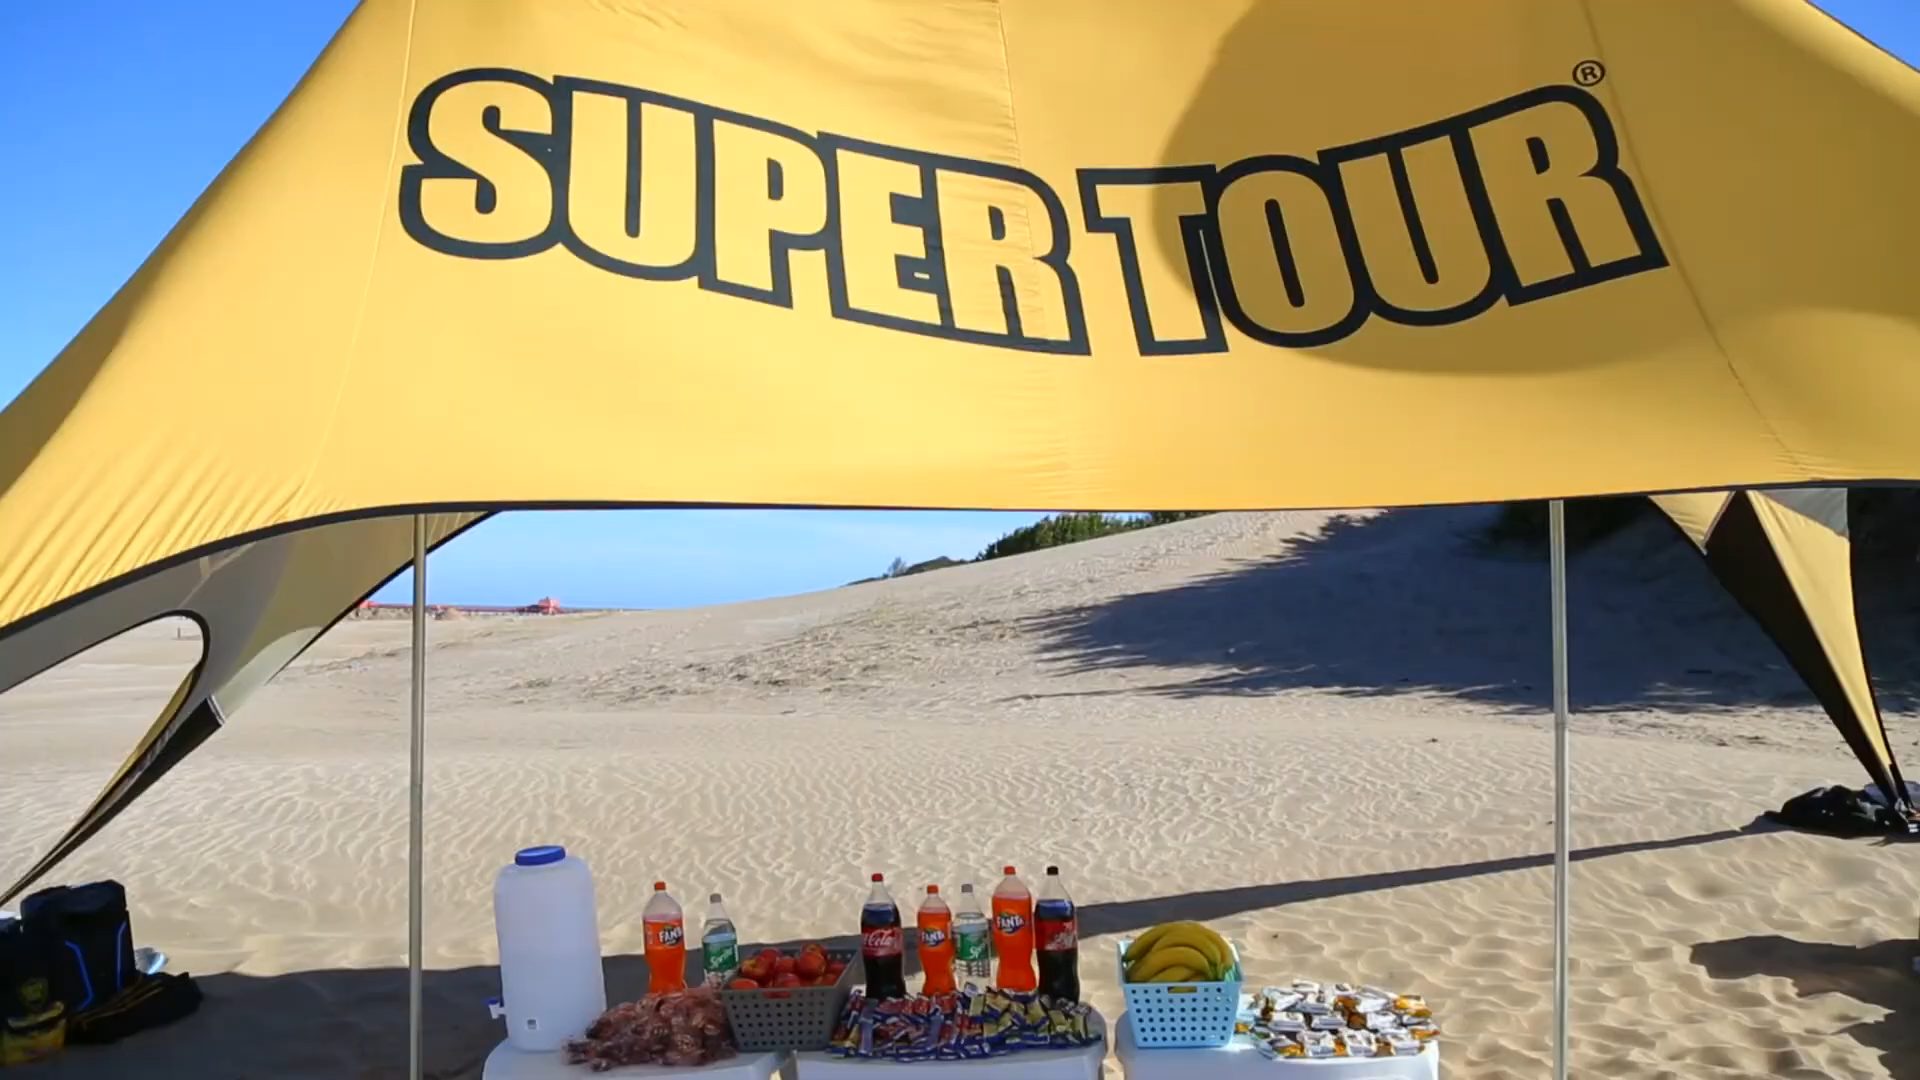 SUPER TOUR ®
FANTA
Sprite
Coca-Cola
FANTA
Sprite
FANTA